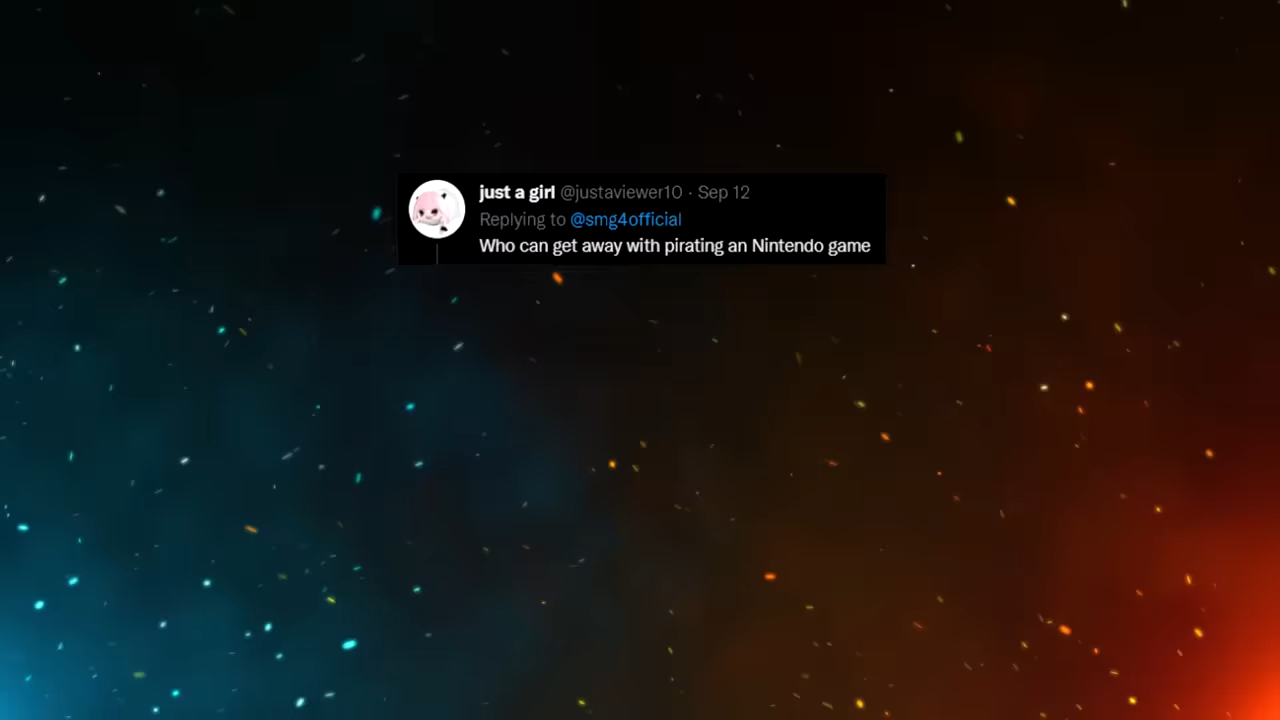 just a girl @justaviewer10 · Sep 12
Replying to @smg4official
Who can get away with pirating an Nintendo game